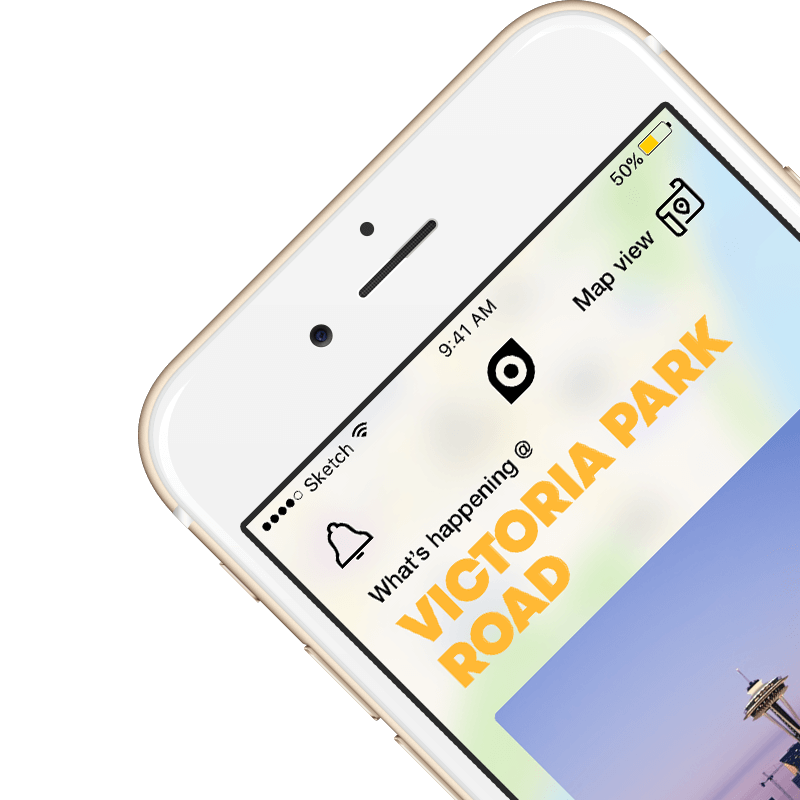 Sketch 9:41 AM 50%
Map view
What's happening @
VICTORIA PARK
ROAD